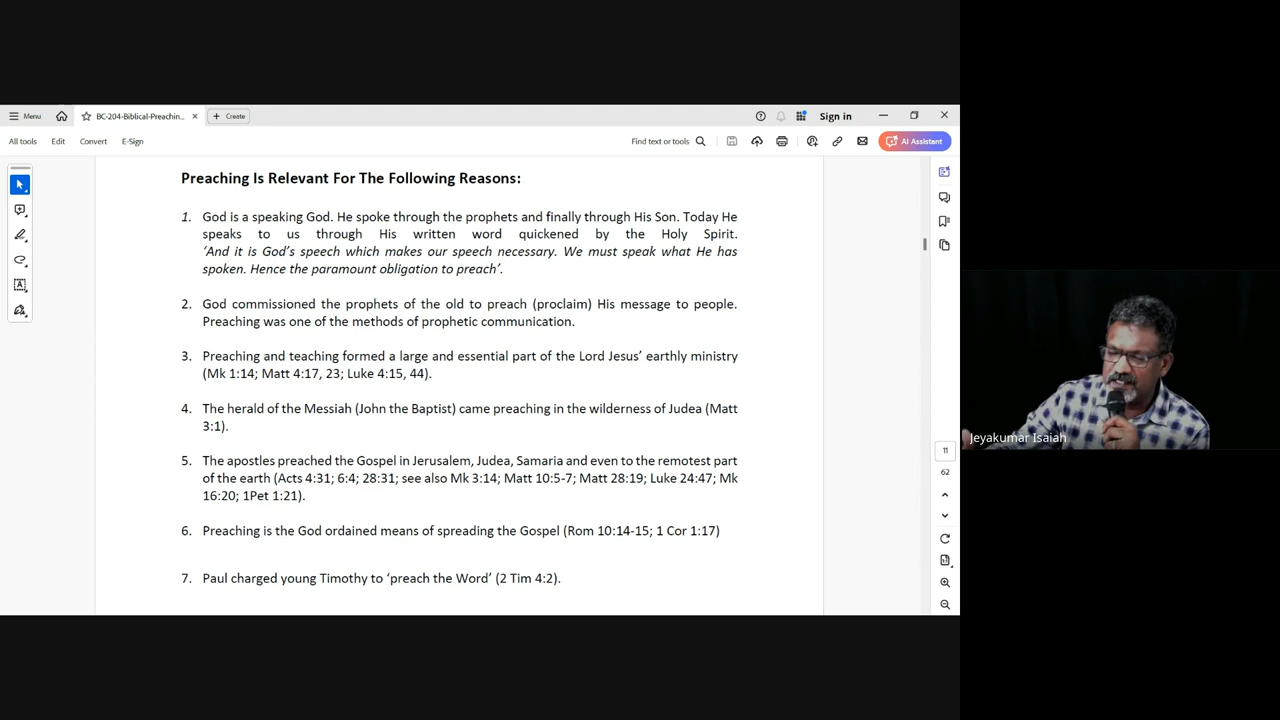 Menu
BC-204-Biblical-Preachin...
Create
Sign in
All tools
Edit
Convert
E-Sign
Find text or tools
AI Assistant
Preaching Is Relevant For The Following Reasons:
1. God is a speaking God. He spoke through the prophets and finally through His Son. Today He
speaks to us through His written word quickened by the Holy Spirit.
‘And it is God’s speech which makes our speech necessary. We must speak what He has
spoken. Hence the paramount obligation to preach’.
2. God commissioned the prophets of the old to preach (proclaim) His message to people.
Preaching was one of the methods of prophetic communication.
3. Preaching and teaching formed a large and essential part of the Lord Jesus’ earthly ministry
(Mk 1:14; Matt 4:17, 23; Luke 4:15, 44).
4. The herald of the Messiah (John the Baptist) came preaching in the wilderness of Judea (Matt
3:1).
5. The apostles preached the Gospel in Jerusalem, Judea, Samaria and even to the remotest part
of the earth (Acts 4:31; 6:4; 28:31; see also Mk 3:14; Matt 10:5-7; Matt 28:19; Luke 24:47; Mk
16:20; 1Pet 1:21).
6. Preaching is the God ordained means of spreading the Gospel (Rom 10:14-15; 1 Cor 1:17)
7. Paul charged young Timothy to ‘preach the Word’ (2 Tim 4:2).
11
62
Jeyakumar Isaiah